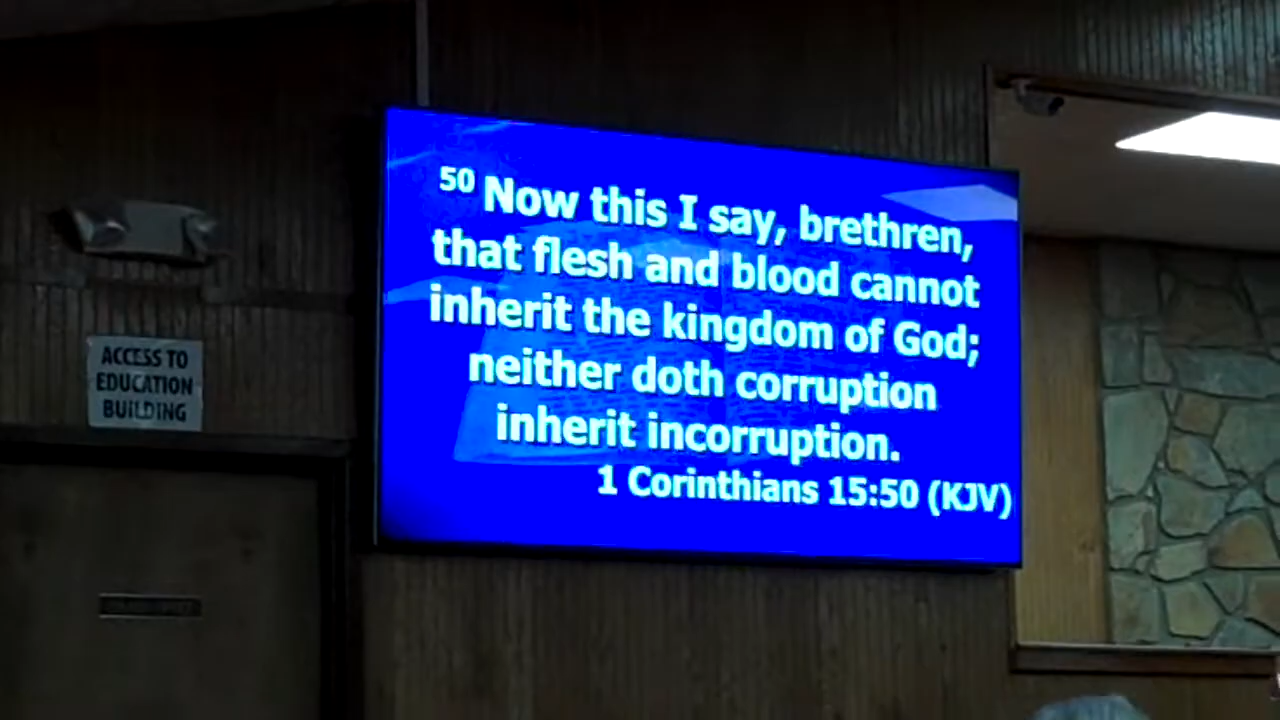 50 Now this I say, brethren,
that flesh and blood cannot
inherit the kingdom of God;
neither doth corruption
inherit incorruption.
1 Corinthians 15:50 (KJV)
ACCESS TO
EDUCATION
BUILDING